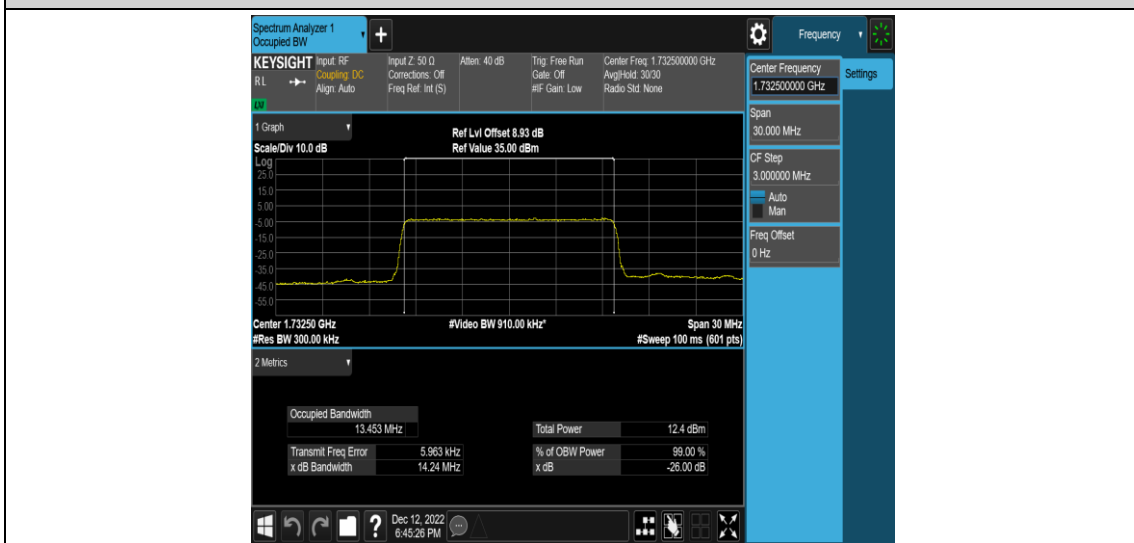 Spectrum Analyzer 1
Occupied BW
+
Frequency
KEYSIGHT
RL
Input: RF
Coupling: DC
Align: Auto
Input Z: 50 Ω
Corrections: Off
Freq Ref: Int (S)
Atten: 40 dB
Trig: Free Run
Gate: Off
#IF Gain: Low
Center Freq: 1.732500000 GHz
Avg|Hold: 30/30
Radio Std: None
Center Frequency
1.732500000 GHz
Settings
Span
30.000 MHz
CF Step
3.000000 MHz
Auto
Man
Freq Offset
0 Hz
1 Graph
Scale/Div 10.0 dB
Ref Lvl Offset 8.93 dB
Ref Value 35.00 dBm
Log
25.0
15.0
5.00
-5.00
-15.0
-25.0
-35.0
-45.0
-55.0
Center 1.73250 GHz
#Res BW 300.00 kHz
#Video BW 910.00 kHz*
Span 30 MHz
#Sweep 100 ms (601 pts)
2 Metrics
Occupied Bandwidth
13.453 MHz
Total Power 12.4 dBm
Transmit Freq Error 5.963 kHz
% of OBW Power 99.00 %
x dB Bandwidth 14.24 MHz
x dB -26.00 dB
?
Dec 12, 2022
6:45:26 PM